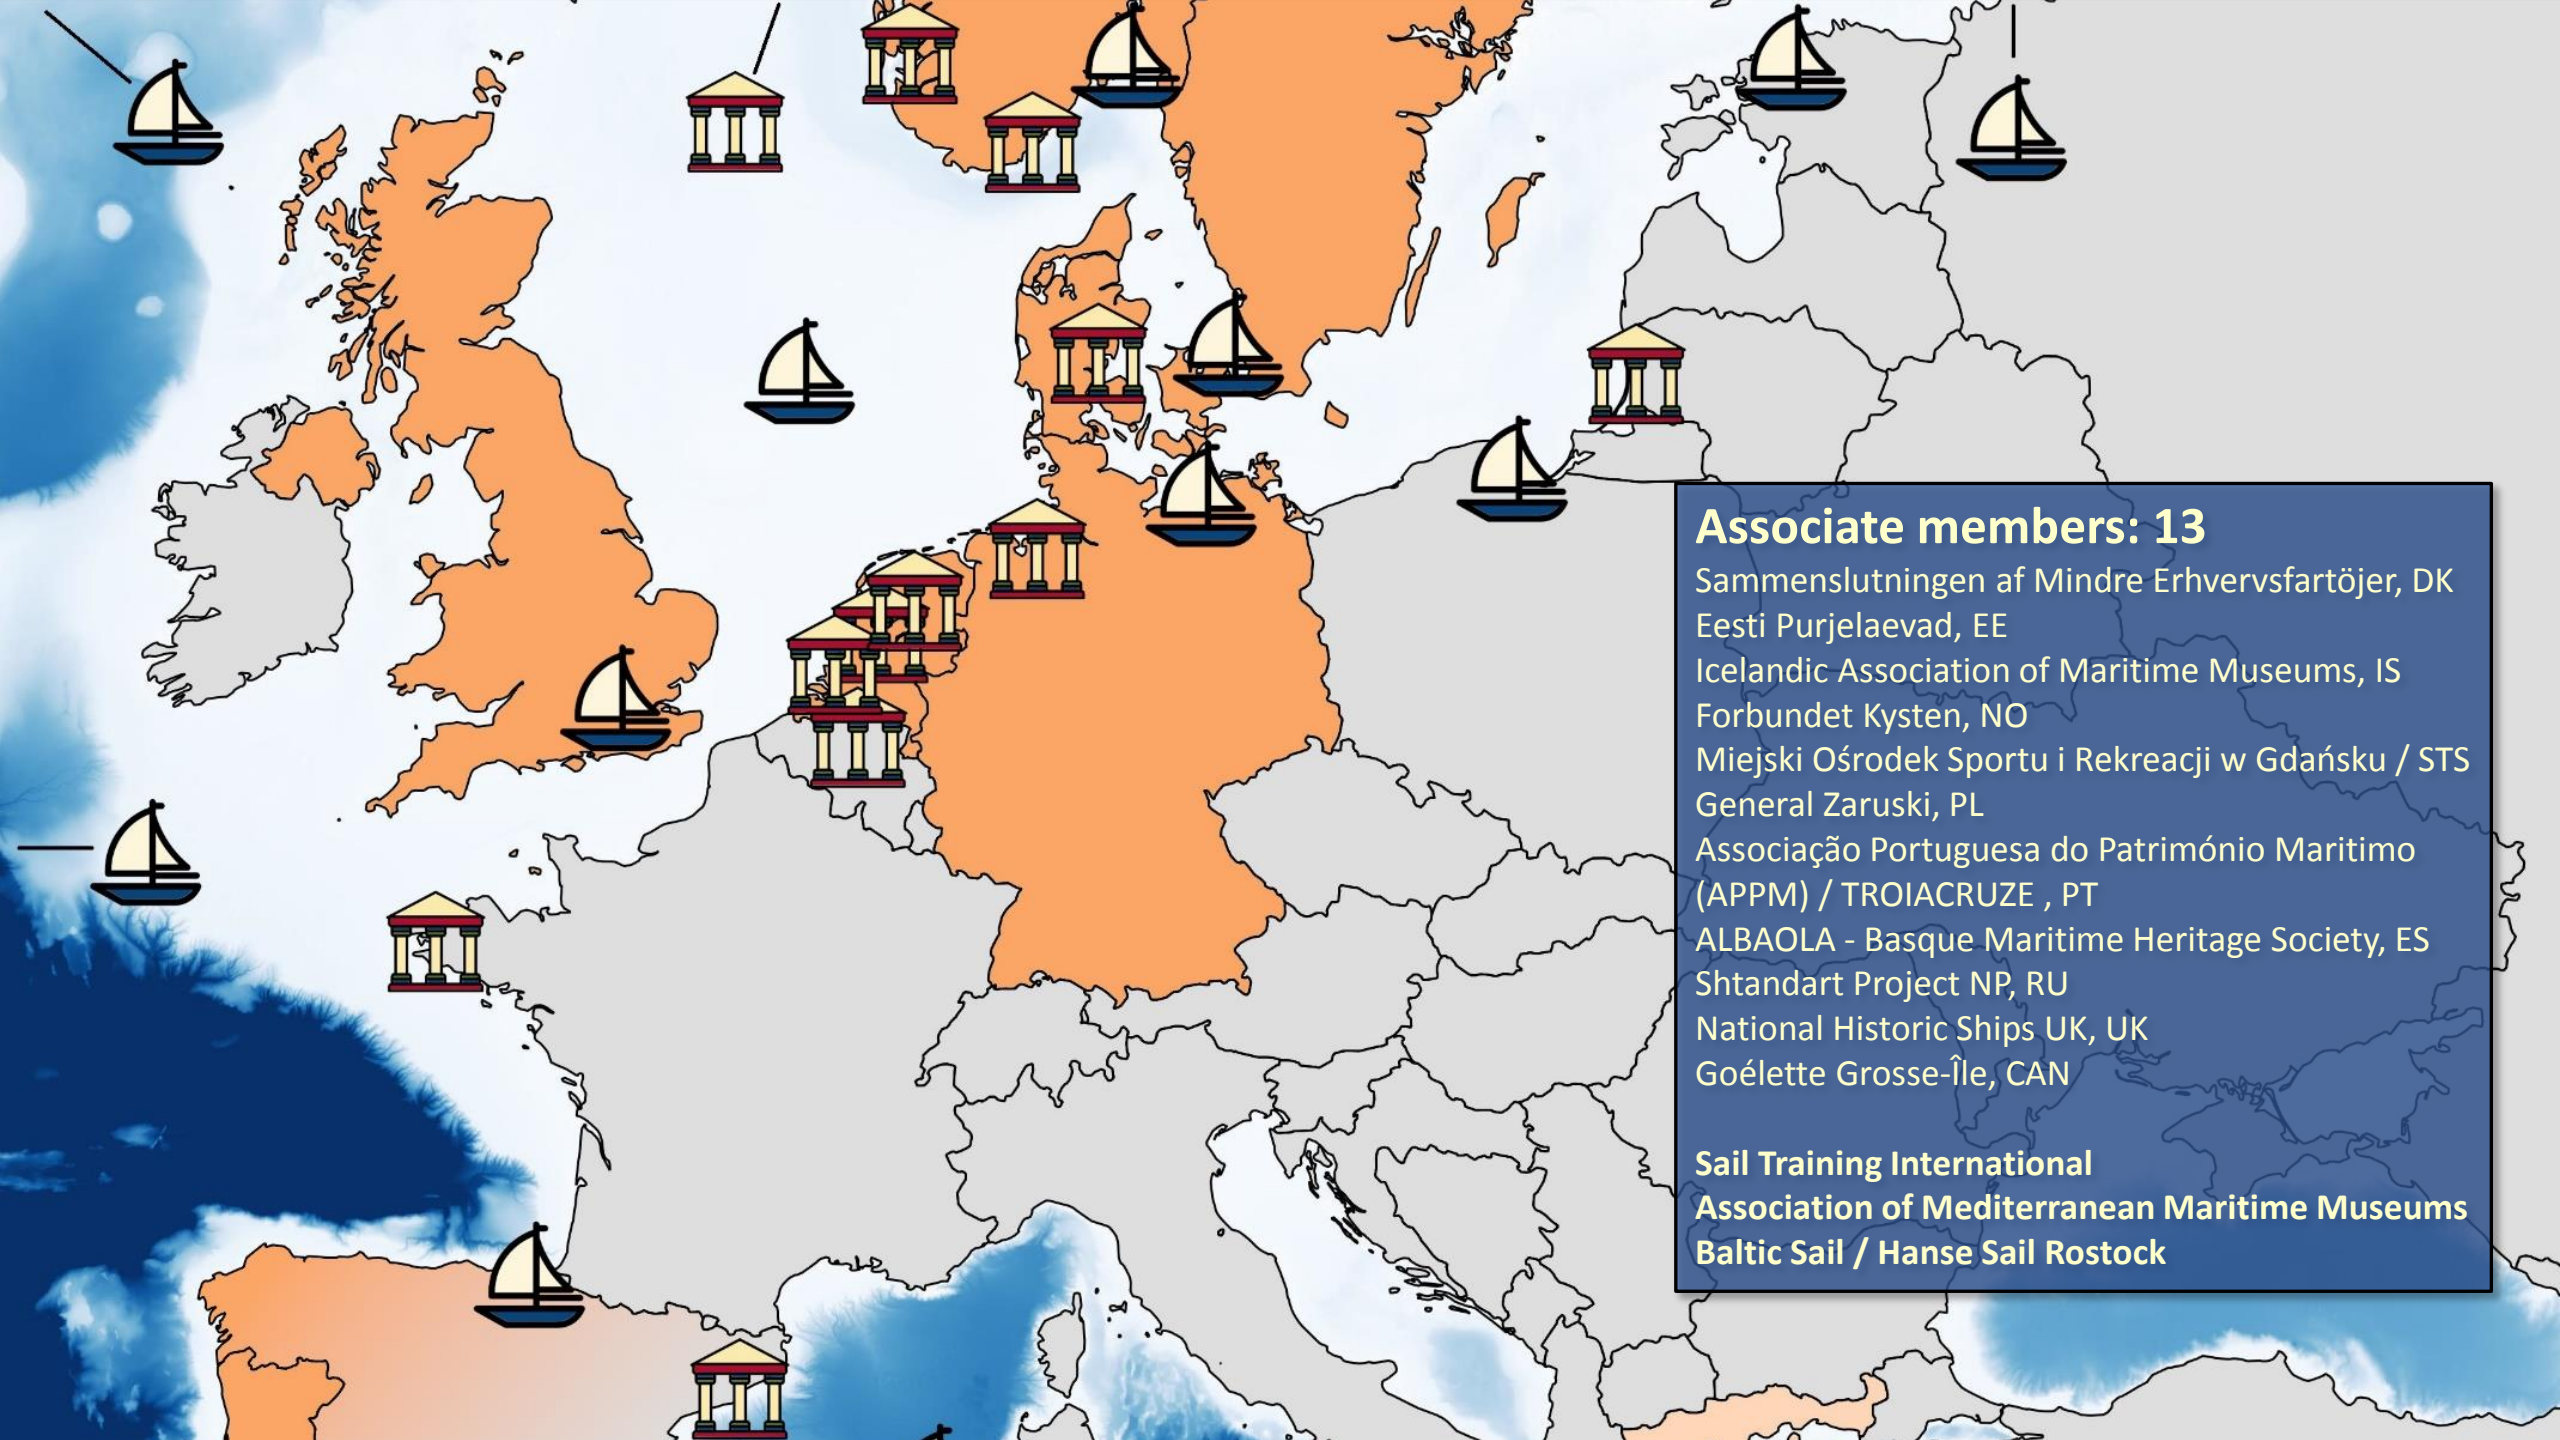 Associate members: 13
Sammenslutningen af Mindre Erhvervsfartöjer, DK
Eesti Purjelaevad, EE
Icelandic Association of Maritime Museums, IS
Forbundet Kysten, NO
Miejski Ośrodek Sportu i Rekreacji w Gdańsku / STS
General Zaruski, PL
Associação Portuguesa do Património Maritimo
(APPM) / TROIACRUZE , PT
ALBAOLA - Basque Maritime Heritage Society, ES
Shtandart Project NP, RU
National Historic Ships UK, UK
Goélette Grosse-Île, CAN
Sail Training International
Association of Mediterranean Maritime Museums
Baltic Sail / Hanse Sail Rostock